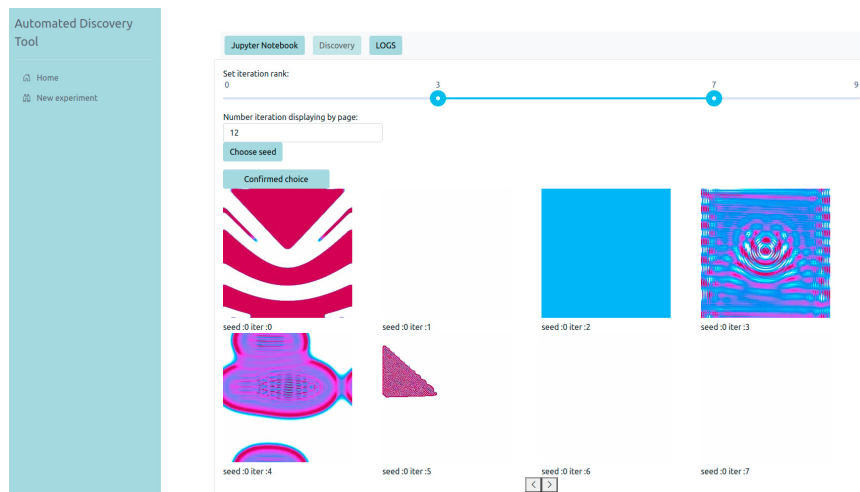 Automated Discovery
Tool
Home
New experiment
Jupyter Notebook Discovery LOGS
Set iteration rank:
0 3 7 9
Number iteration displaying by page:
12
Choose seed
Confirmed choice
seed :0 iter :0 seed :0 iter :1 seed :0 iter :2 seed :0 iter :3
seed :0 iter :4 seed :0 iter :5 seed :0 iter :6 seed :0 iter :7
< >